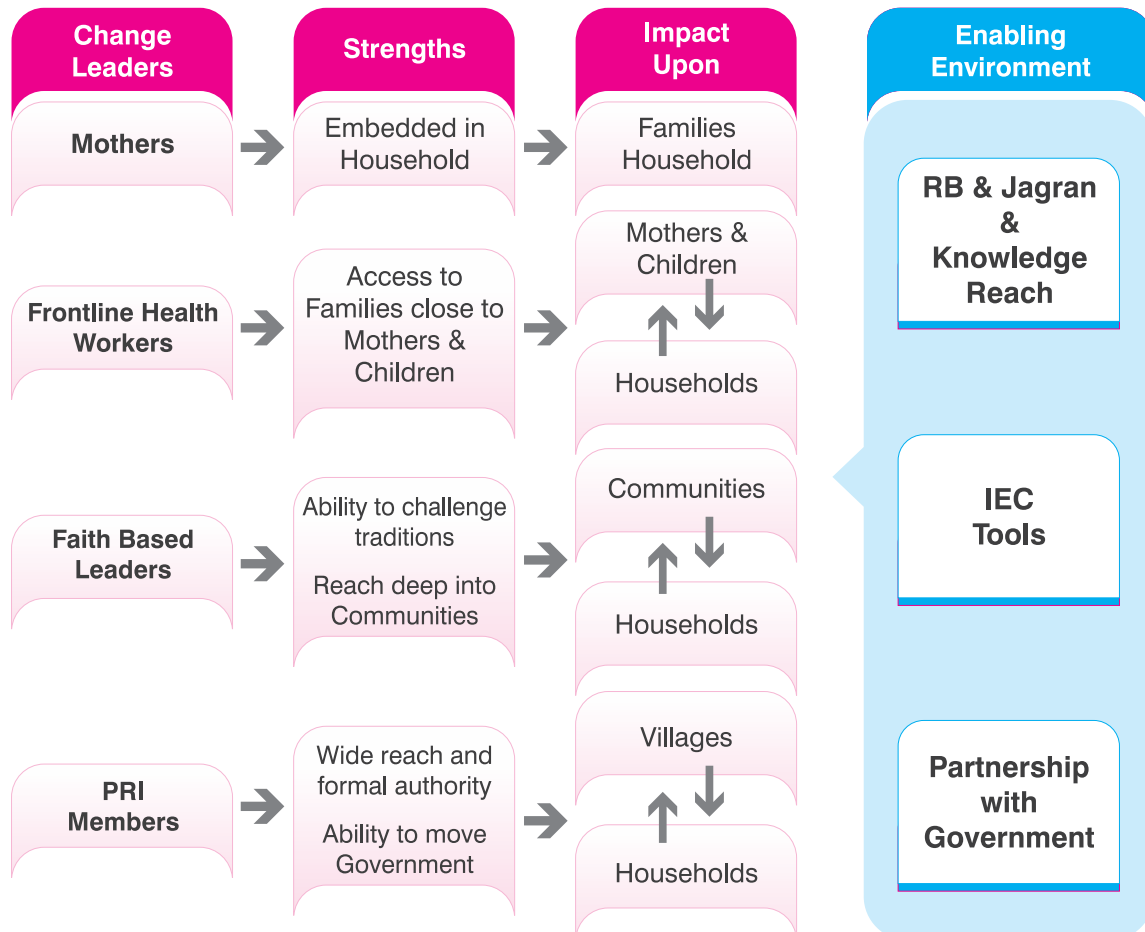 Change
Leaders
Strengths
Impact
Upon
Enabling
Environment
Mothers
Embedded in
Household
Families
Household
Frontline Health
Workers
Access to
Families close to
Mothers &
Children
Mothers &
Children
Households
Faith Based
Leaders
Ability to challenge
traditions
Reach deep into
Communities
Communities
Households
PRI
Members
Wide reach and
formal authority
Ability to move
Government
Villages
Households
RB & Jagran
&
Knowledge
Reach
IEC
Tools
Partnership
with
Government